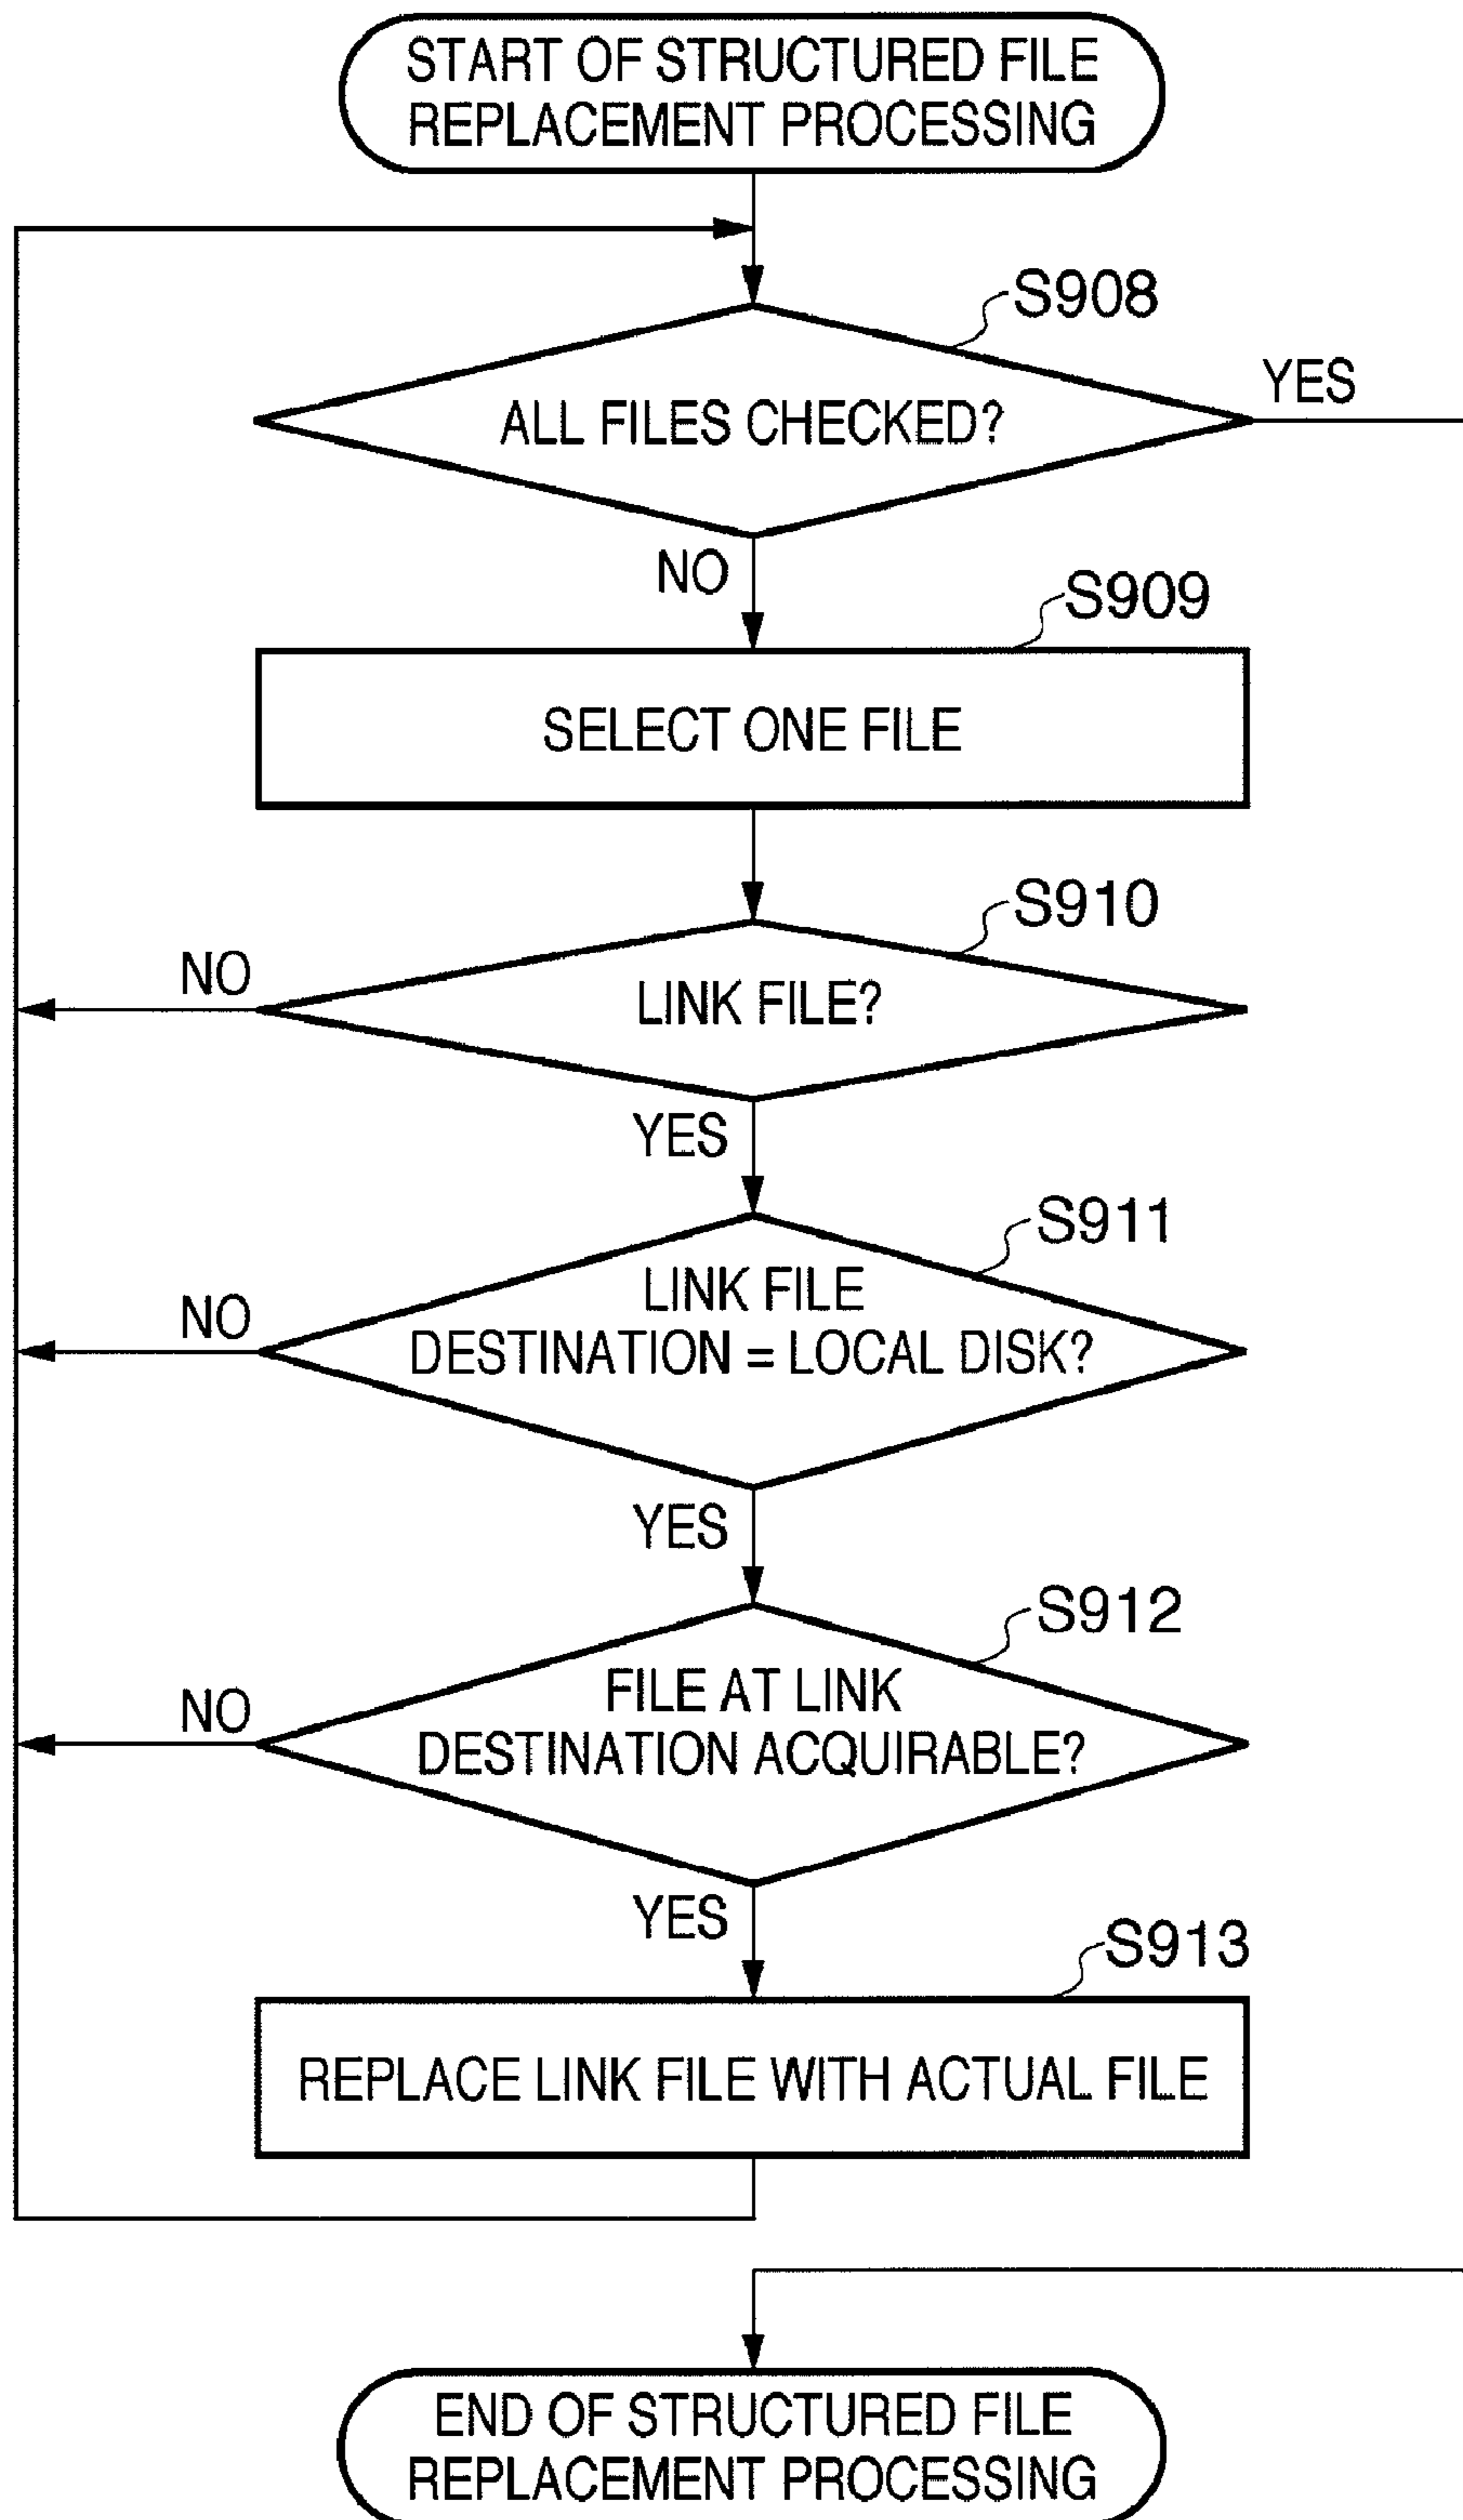 START OF STRUCTURED FILE
REPLACEMENT PROCESSING
S908
YES
ALL FILES CHECKED?
NO
S909
SELECT ONE FILE
S910
NO
LINK FILE?
YES
S911
LINK FILE
NO
DESTINATION = LOCAL DISK?
YES
S912
FILE AT LINK
NO
DESTINATION ACQUIRABLE?
YES
S913
REPLACE LINK FILE WITH ACTUAL FILE
END OF STRUCTURED FILE
REPLACEMENT PROCESSING